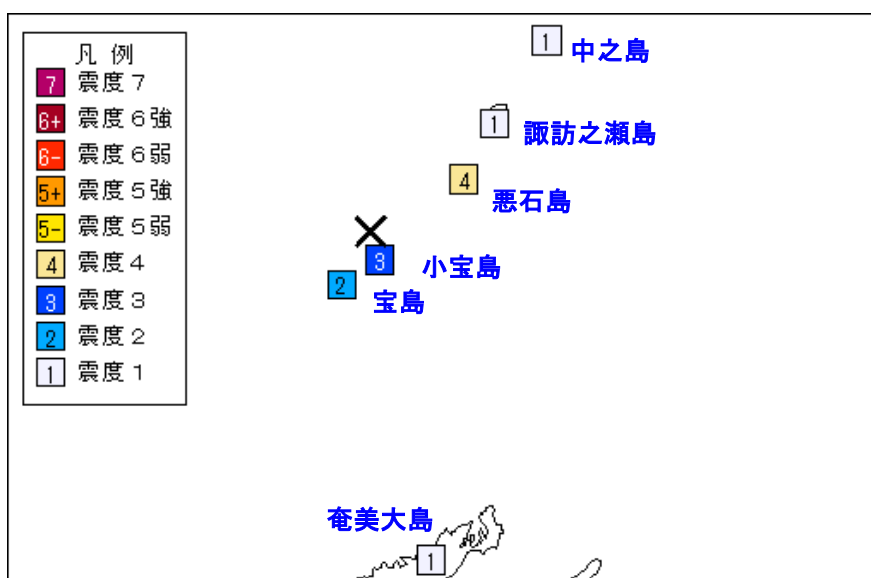 凡 例
7 震度７
6+ 震度６強
6- 震度６弱
5+ 震度５強
5- 震度５弱
4 震度４
3 震度３
2 震度２
1 震度１
1 中之島
1 諏訪之瀬島
4 悪石島
3 小宝島
2 宝島
奄美大島
1